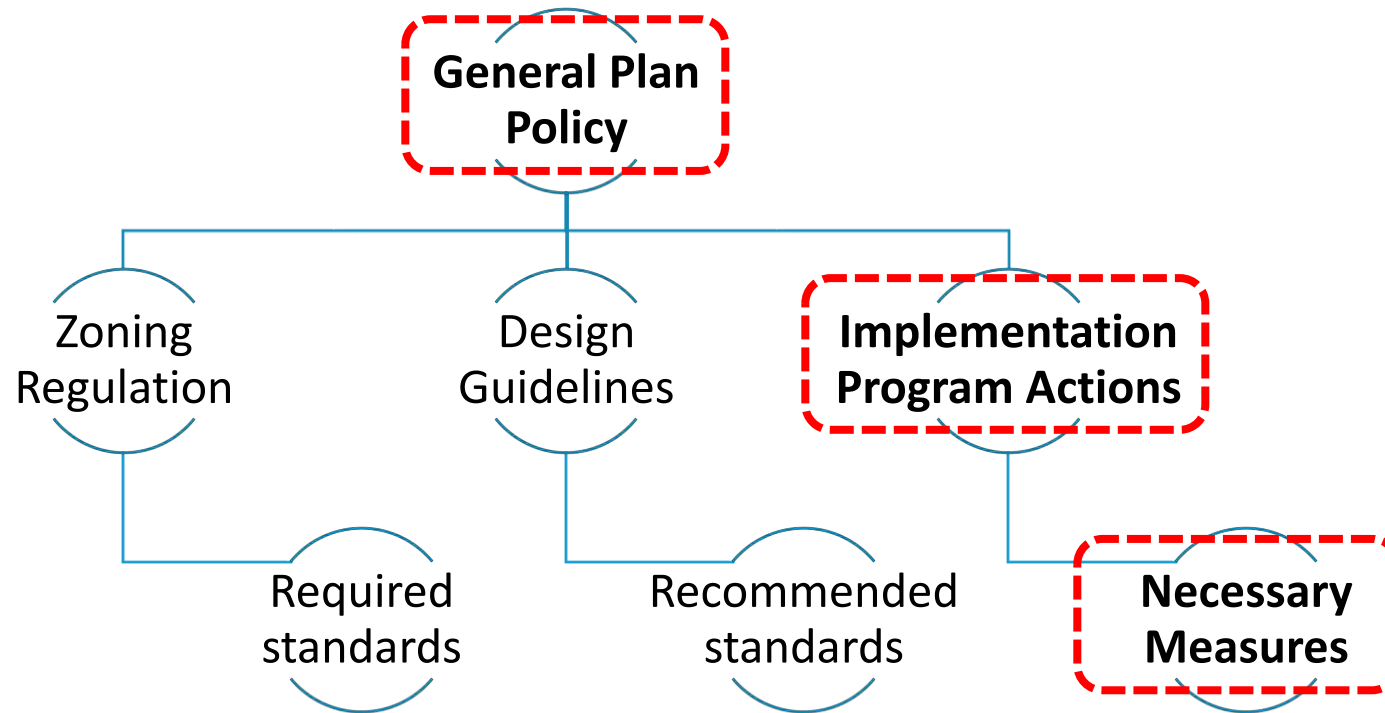 General Plan
Policy
Zoning
Regulation
Design
Guidelines
Implementation
Program Actions
Required
standards
Recommended
standards
Necessary
Measures